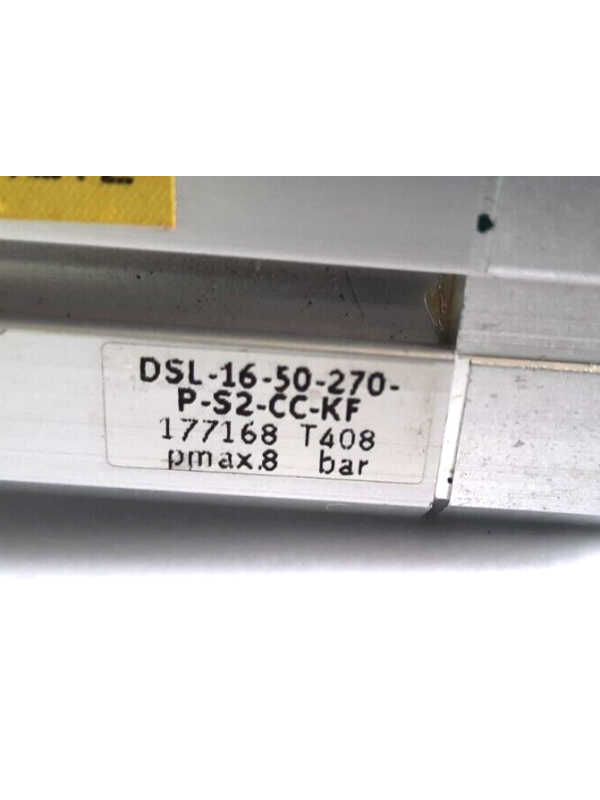 DSL-16-50-270-
P-S2-CC-KF
177168 T408
pmax.8 bar